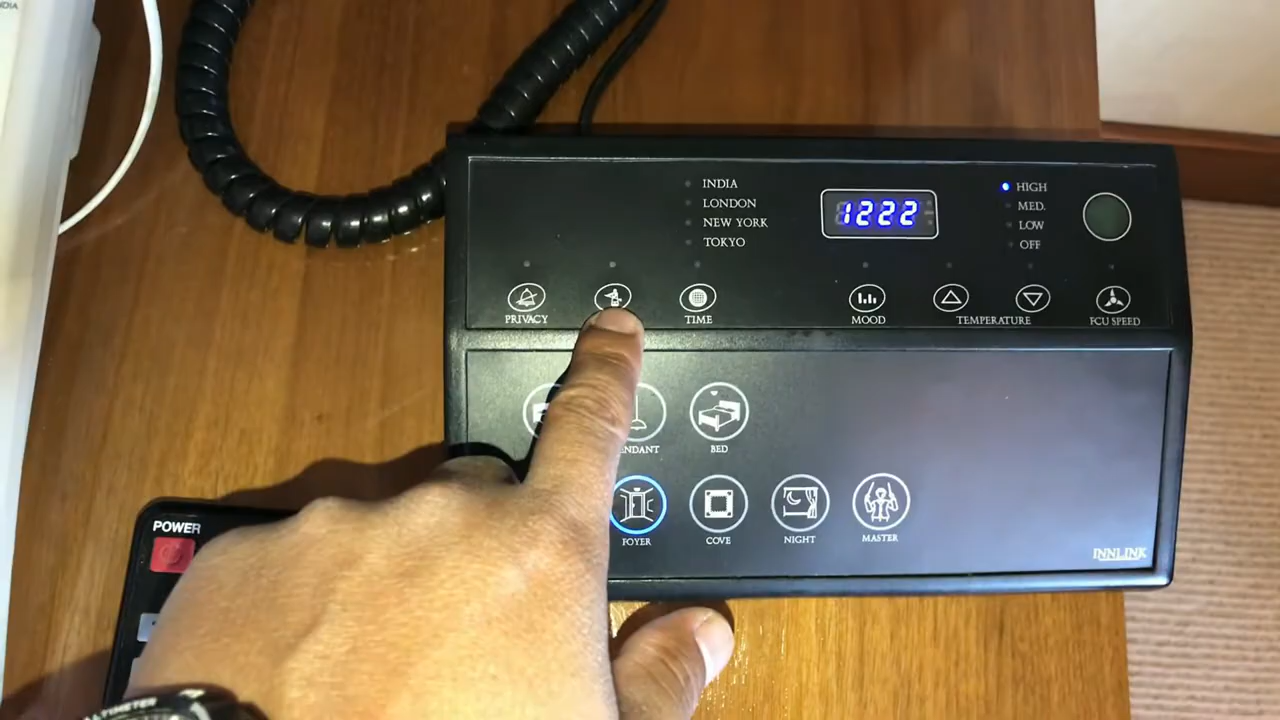 INDIA
LONDON
NEW YORK
TOKYO
1222
HIGH
MED.
LOW
OFF
PRIVACY
TIME
MOOD
TEMPERATURE
FCU SPEED
BED
FOYER
COVE
NIGHT
MASTER
INNLINK
POWER